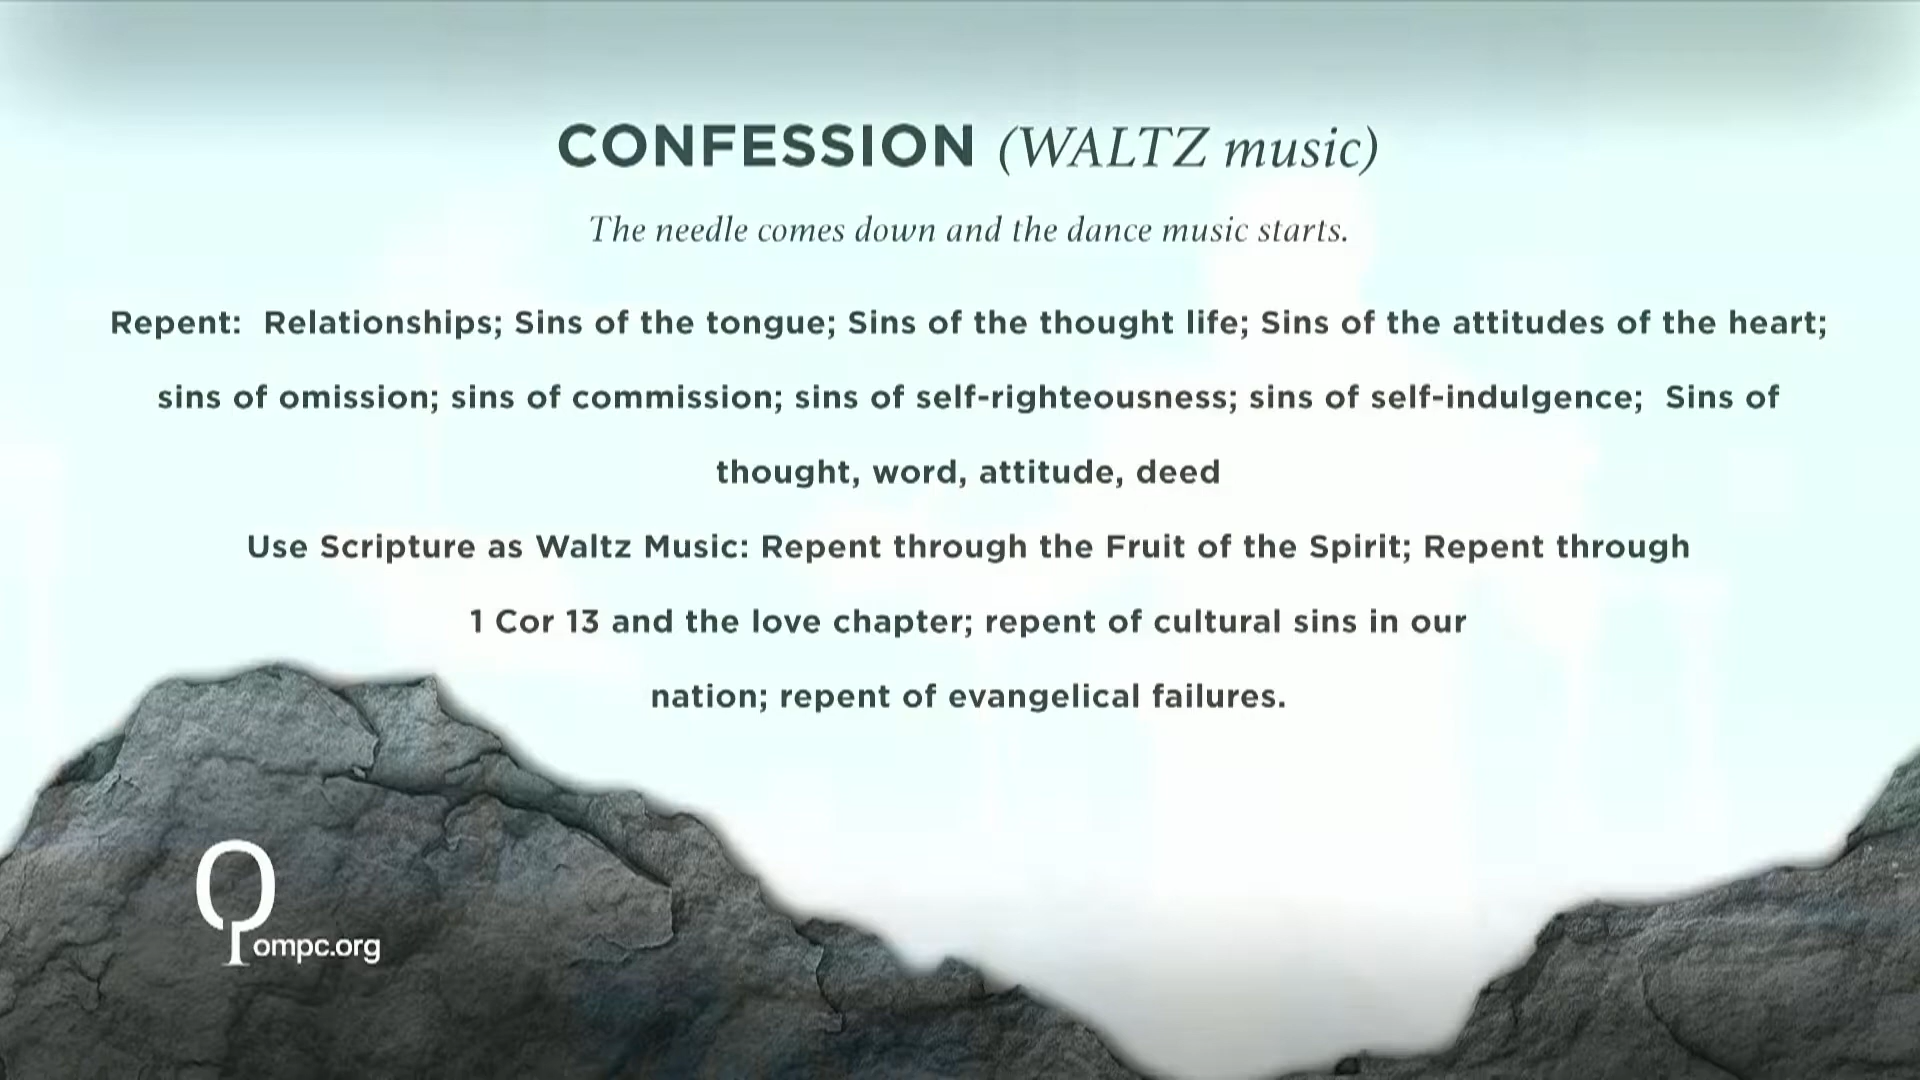 CONFESSION (WALTZ music)
The needle comes down and the dance music starts.
Repent:  Relationships; Sins of the tongue; Sins of the thought life; Sins of the attitudes of the heart;
sins of omission; sins of commission; sins of self-righteousness; sins of self-indulgence;  Sins of
thought, word, attitude, deed
Use Scripture as Waltz Music: Repent through the Fruit of the Spirit; Repent through
1 Cor 13 and the love chapter; repent of cultural sins in our
nation; repent of evangelical failures.
ompc.org